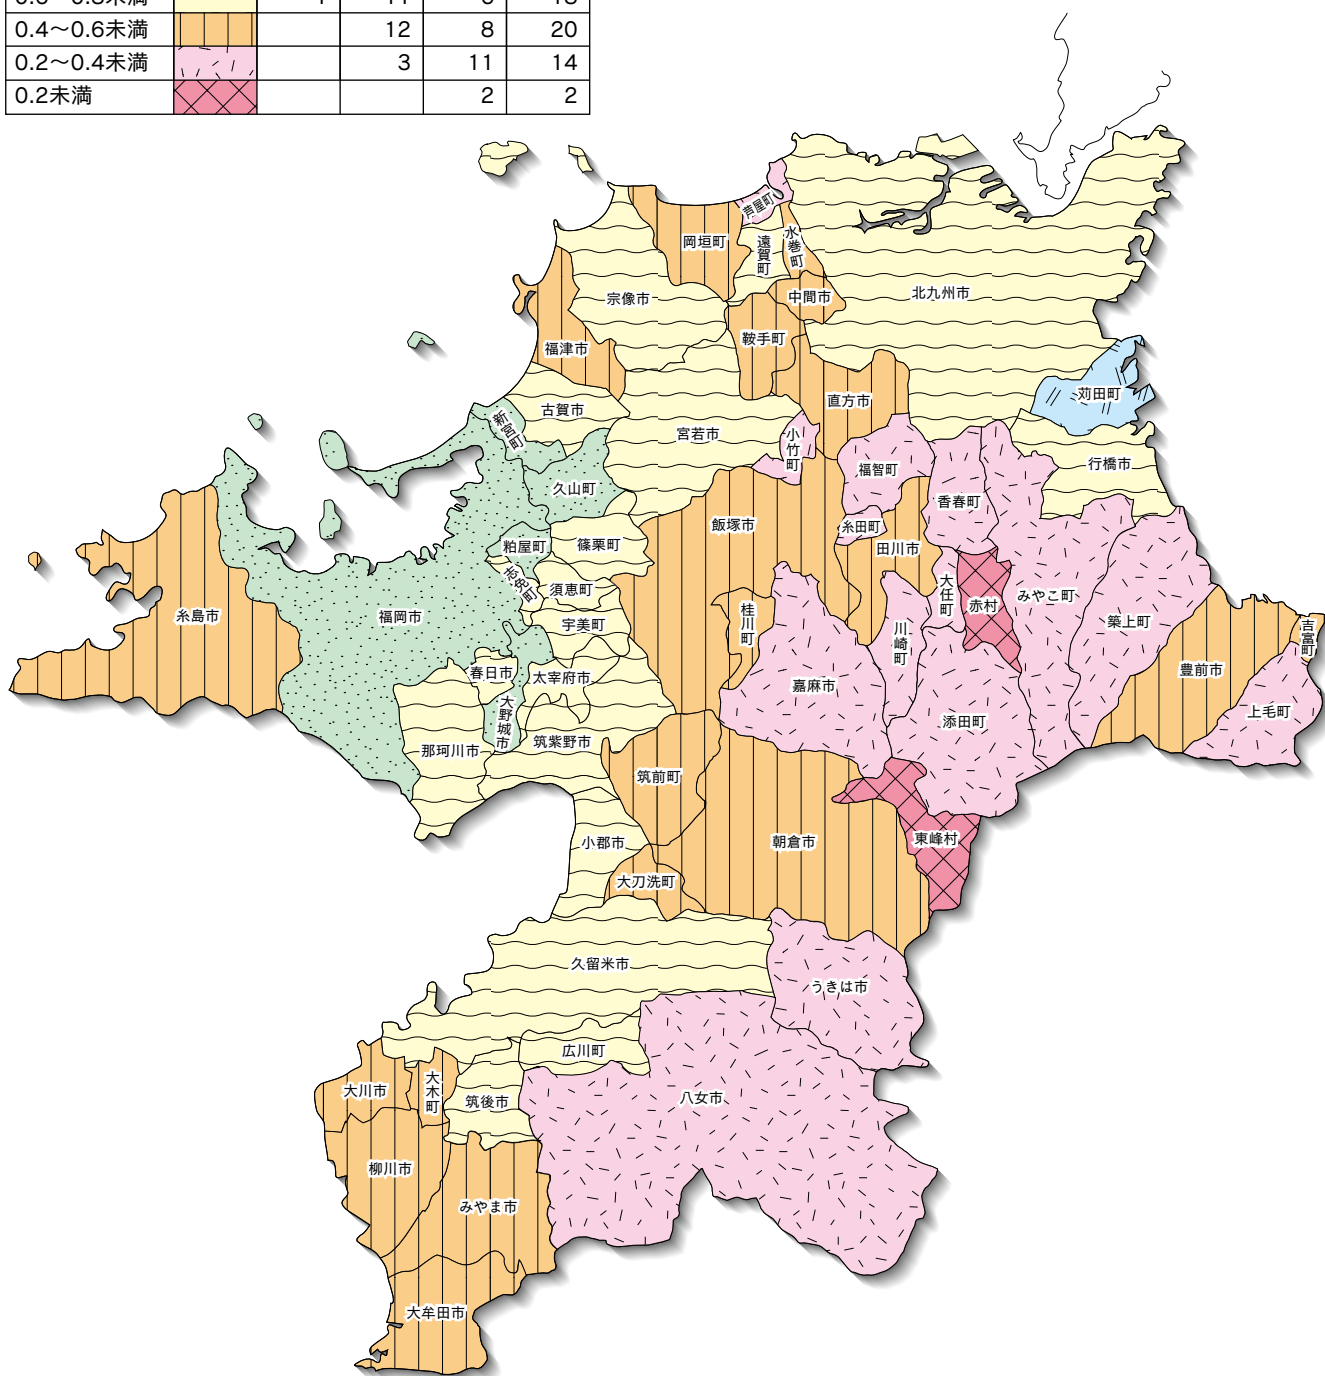 0.4〜0.6未満 12 8 20
0.2〜0.4未満 3 11 14
0.2未満 2 2
芦屋町
岡垣町
遠賀町
水巻町
中間市
北九州市
宗像市
鞍手町
福津市
苅田町
直方市
古賀市
新宮町
宮若市
小竹町
行橋市
福智町
久山町
香春町
飯塚市
糸田町
田川市
粕屋町
篠栗町
志免町
須恵町
大任町
赤村
みやこ町
桂川町
宇美町
川崎町
築上町
糸島市
福岡市
吉富町
春日市
太宰府市
豊前市
嘉麻市
上毛町
大野城市
添田町
那珂川市
筑紫野市
筑前町
小郡市
朝倉市
東峰村
大刀洗町
久留米市
うきは市
広川町
大川市
大木町
筑後市
八女市
柳川市
みやま市
大牟田市